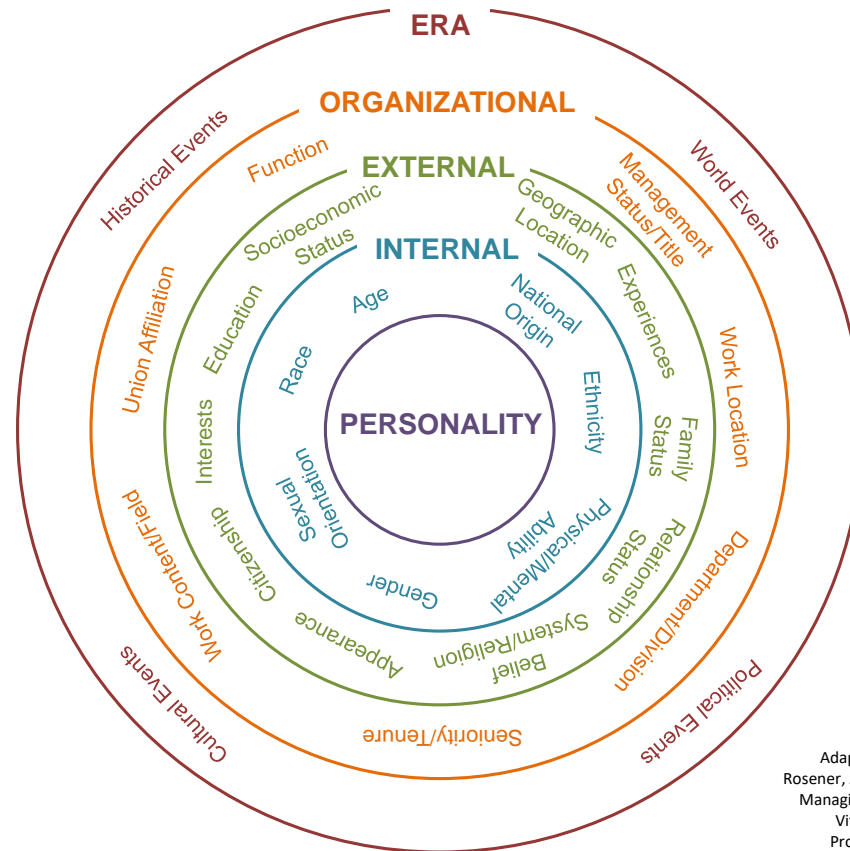 ERA
Historical Events
World Events
Political Events
Cultural Events
ORGANIZATIONAL
Function
Management
Status/Title
Work Location
Department/Division
Seniority/Tenure
Work Content/Field
Union Affiliation
EXTERNAL
Socioeconomic
Status
Geographic
Location
Experiences
Family
Status
Relationship
Status
Belief
System/Religion
Appearance
Citizenship
Interests
Education
INTERNAL
Age
National
Origin
Ethnicity
Physical/Mental
Ability
Gender
Sexual
Orientation
Race
PERSONALITY
Rosener,